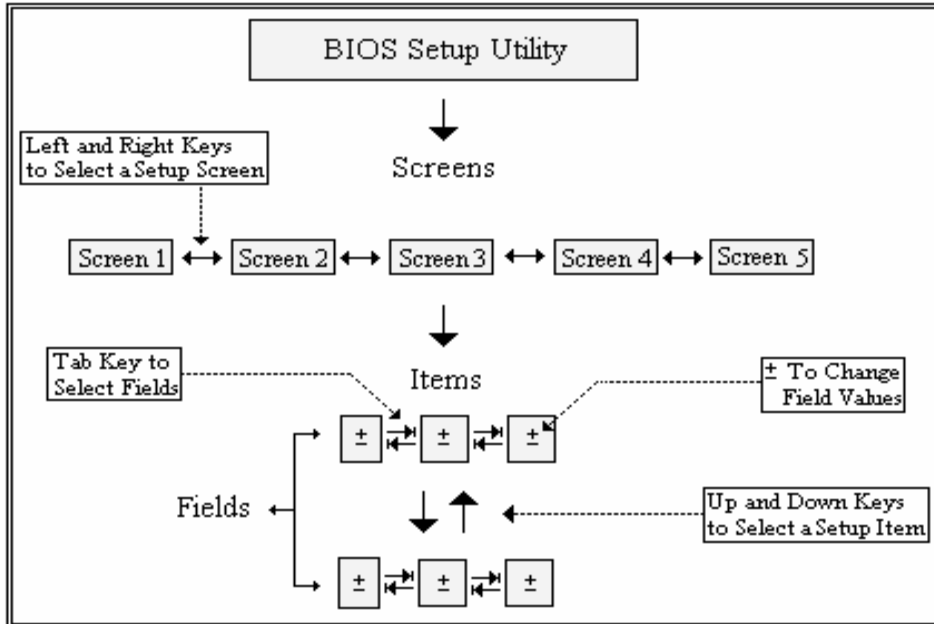 BIOS Setup Utility
Left and Right Keys
to Select a Setup Screen
Screens
Screen 1
Screen 2
Screen 3
Screen 4
Screen 5
Tab Key to
Select Fields
Items
± To Change
Field Values
± ± ±
Fields
Up and Down Keys
to Select a Setup Item
± ± ±